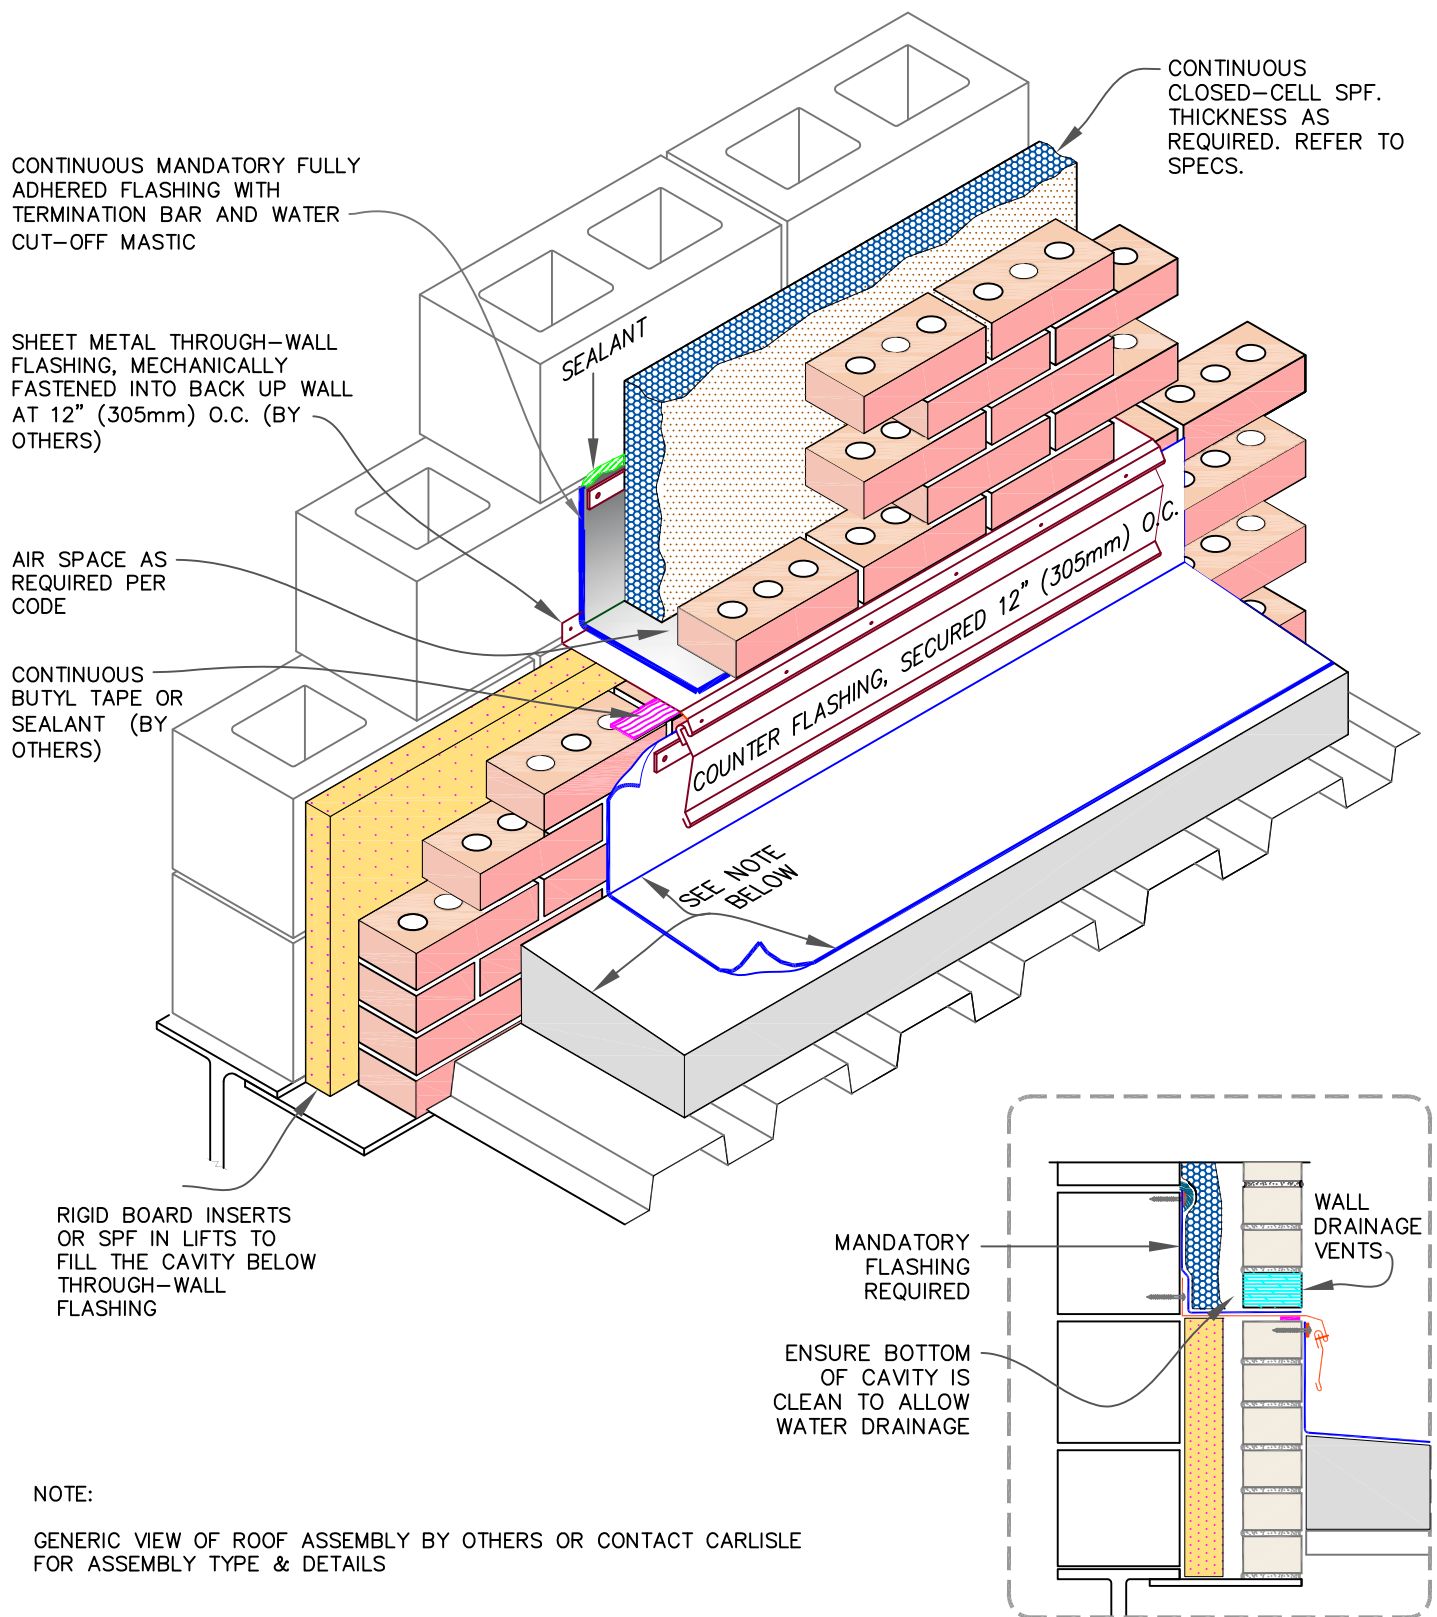 CONTINUOUS
CLOSED-CELL SPF.
THICKNESS AS
REQUIRED. REFER TO
SPECS.
CONTINUOUS MANDATORY FULLY
ADHERED FLASHING WITH
TERMINATION BAR AND WATER
CUT-OFF MASTIC
SHEET METAL THROUGH-WALL
FLASHING, MECHANICALLY
FASTENED INTO BACK UP WALL
AT 12" (305mm) O.C. (BY
OTHERS)
SEALANT
AIR SPACE AS
REQUIRED PER
CODE
CONTINUOUS
BUTYL TAPE OR
SEALANT (BY
OTHERS)
COUNTER FLASHING, SECURED 12" (305mm) O.C.
SEE NOTE
BELOW
RIGID BOARD INSERTS
OR SPF IN LIFTS TO
FILL THE CAVITY BELOW
THROUGH-WALL
FLASHING
WALL
DRAINAGE
VENTS
MANDATORY
FLASHING
REQUIRED
ENSURE BOTTOM
OF CAVITY IS
CLEAN TO ALLOW
WATER DRAINAGE
NOTE:
GENERIC VIEW OF ROOF ASSEMBLY BY OTHERS OR CONTACT CARLISLE
FOR ASSEMBLY TYPE & DETAILS